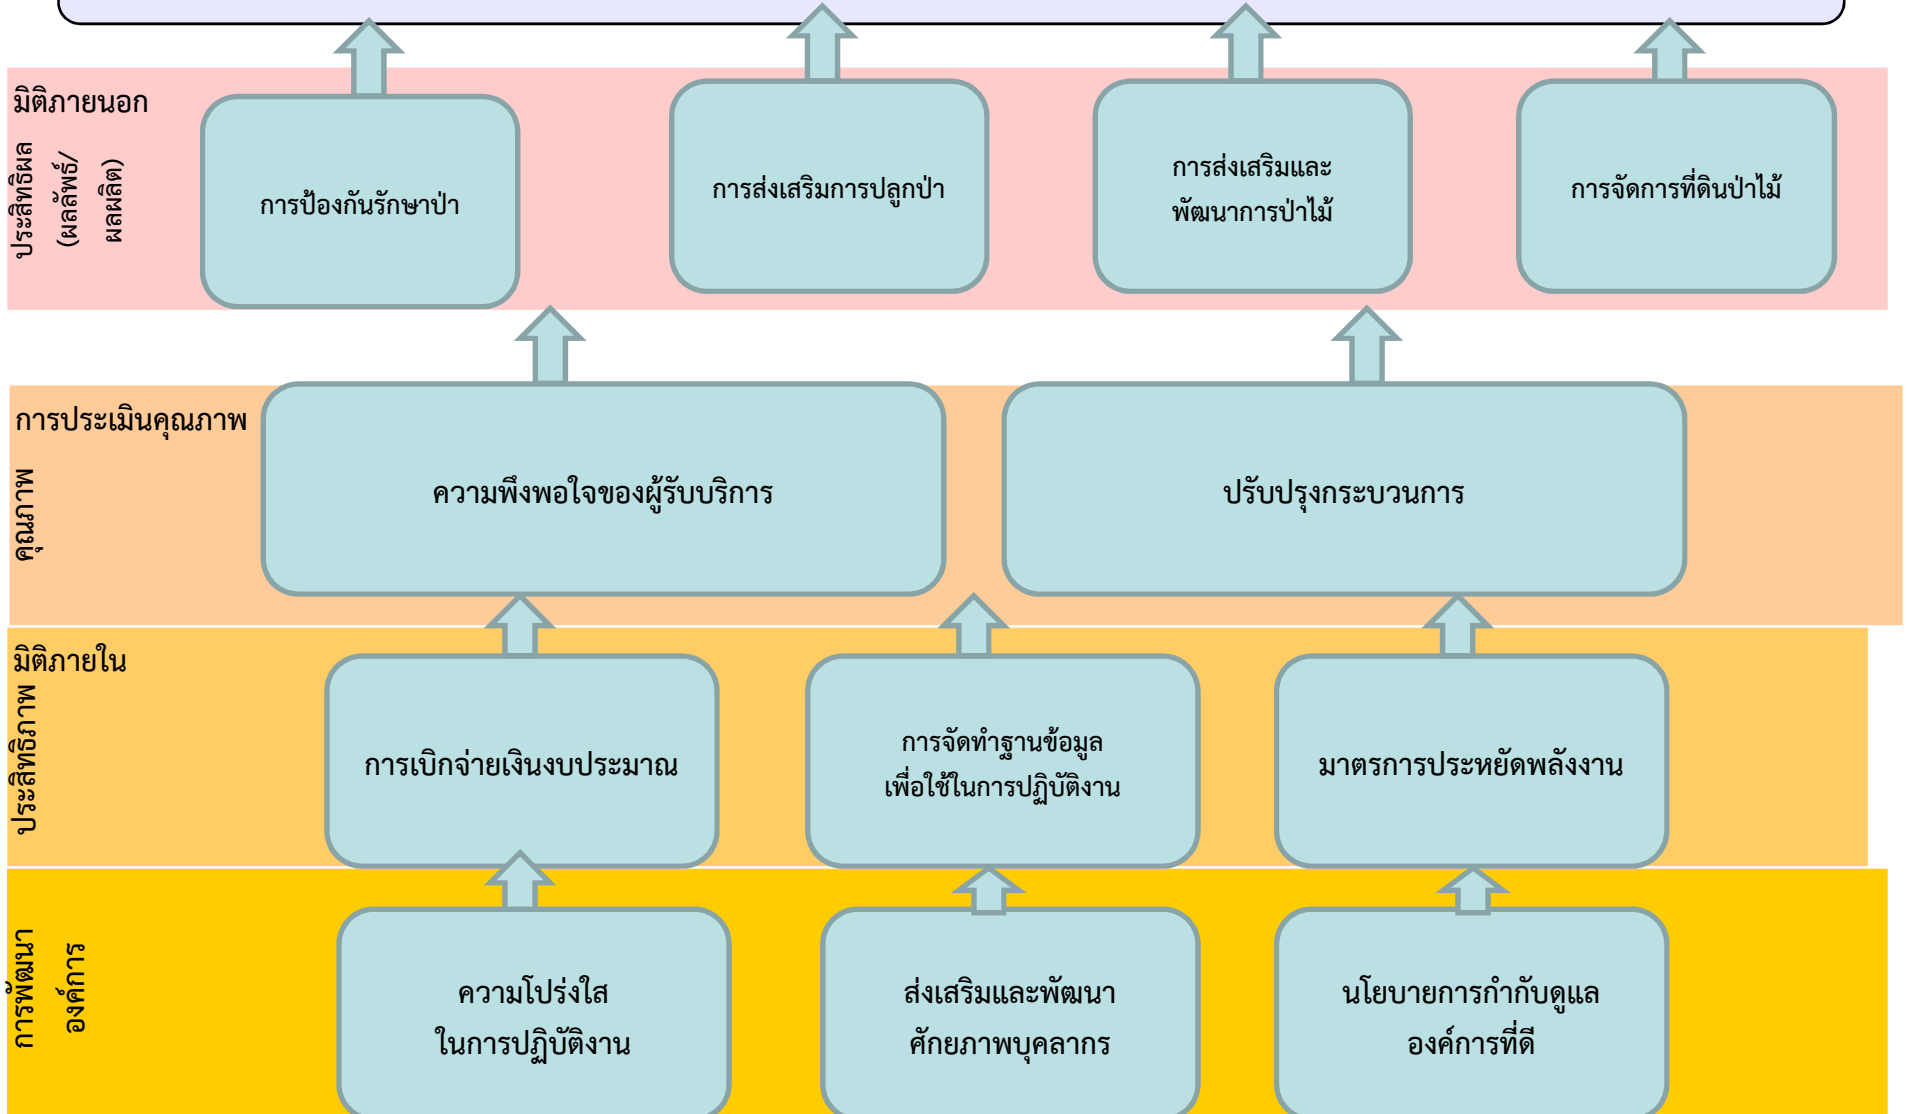 มิติภายนอก
ประสิทธิผล
(ผลลัพธ์/
ผลผลิต)
การป้องกันรักษาป่า
การส่งเสริมการปลูกป่า
การส่งเสริมและ
พัฒนาการป่าไม้
การจัดการที่ดินป่าไม้
การประเมินคุณภาพ
คุณภาพ
ความพึงพอใจของผู้รับบริการ
ปรับปรุงกระบวนการ
มิติภายใน
ประสิทธิภาพ
การเบิกจ่ายเงินงบประมาณ
การจัดทำฐานข้อมูล
เพื่อใช้ในการปฏิบัติงาน
มาตรการประหยัดพลังงาน
การพัฒนา
องค์การ
ความโปร่งใส
ในการปฏิบัติงาน
ส่งเสริมและพัฒนา
ศักยภาพบุคลากร
นโยบายการกำกับดูแล
องค์การที่ดี